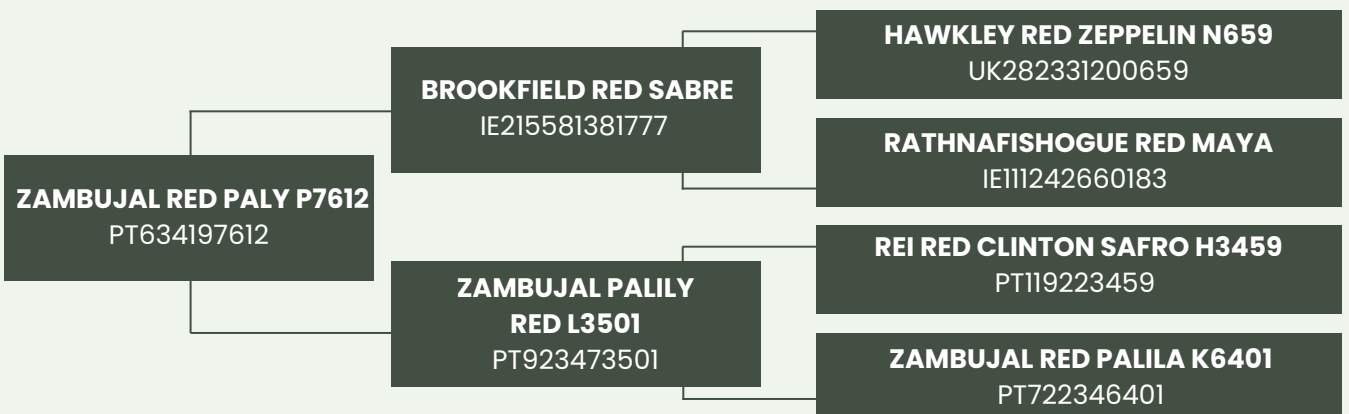 ZAMBUJAL RED PALY P7612
PT634197612
BROOKFIELD RED SABRE
IE215581381777
ZAMBUJAL PALILY
RED L3501
PT923473501
HAWKLEY RED ZEPPELIN N659
UK282331200659
RATHNAFISHOGUE RED MAYA
IE111242660183
REI RED CLINTON SAFRO H3459
PT119223459
ZAMBUJAL RED PALILA K6401
PT722346401